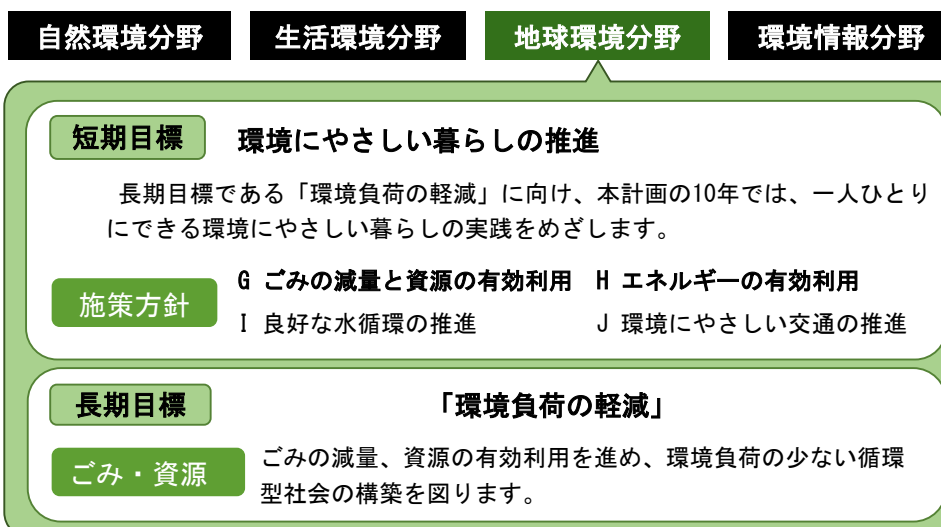 自然環境分野 生活環境分野 地球環境分野 環境情報分野
短期目標 環境にやさしい暮らしの推進
長期目標である「環境負荷の軽減」に向け、本計画の10年では、一人ひとり
にできる環境にやさしい暮らしの実践をめざします。
施策方針
G ごみの減量と資源の有効利用 H エネルギーの有効利用
I 良好な水循環の推進 J 環境にやさしい交通の推進
長期目標 「環境負荷の軽減」
ごみ・資源
ごみの減量、資源の有効利用を進め、環境負荷の少ない循環
型社会の構築を図ります。